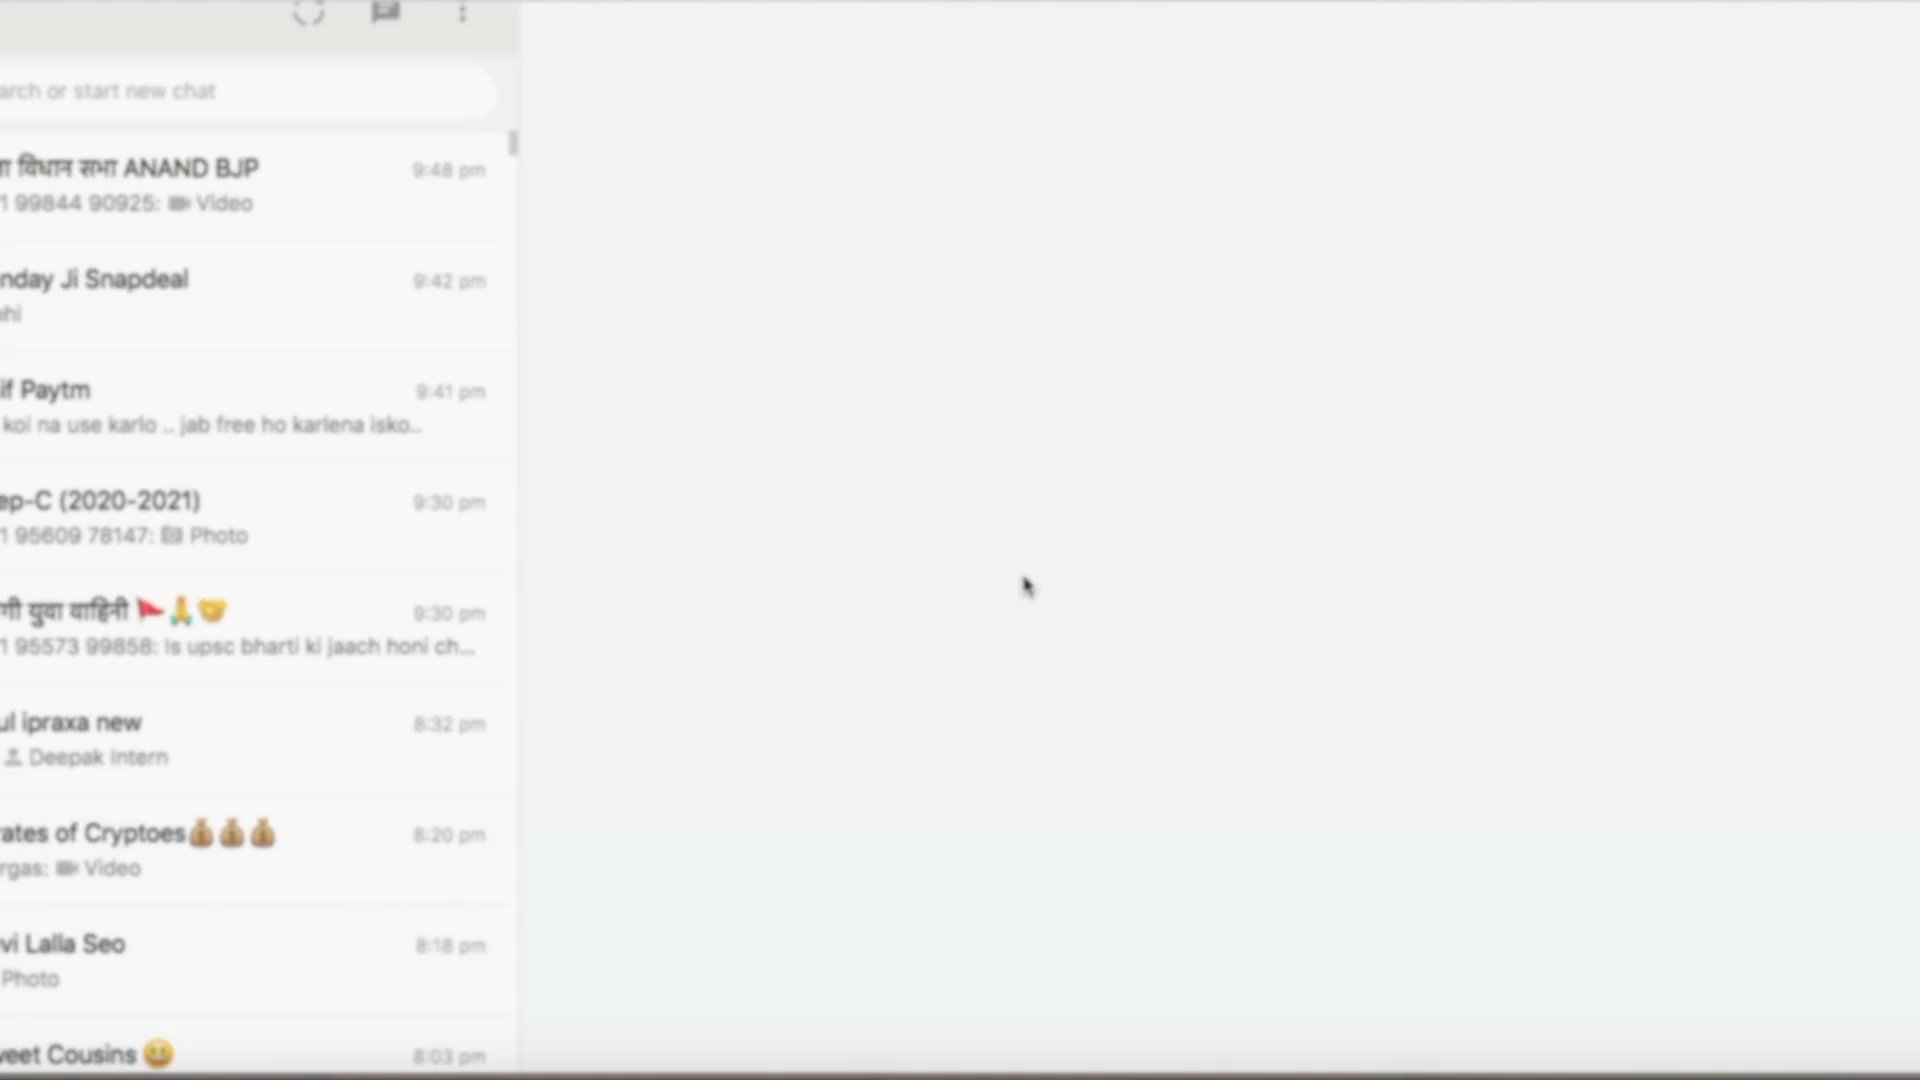 arch or start new chat
ा विधान सभा ANAND BJP
9:48 pm
1 99844 90925: Video
nday Ji Snapdeal
9:42 pm
ohi
if Paytm
9:41 pm
koi na use karlo .. jab free ho karlena isko..
ep-C (2020-2021)
9:30 pm
1 95609 78147: Photo
गी युवा वाहिनी 🚩🙏🤝
9:30 pm
1 95573 99858: Is upsc bharti ki jaach honi ch...
ul ipraxa new
8:32 pm
Deepak Intern
rates of Cryptoes💰💰💰
8:20 pm
rgas: Video
vi Lalla Seo
8:18 pm
Photo
weet Cousins 😀
8:03 pm